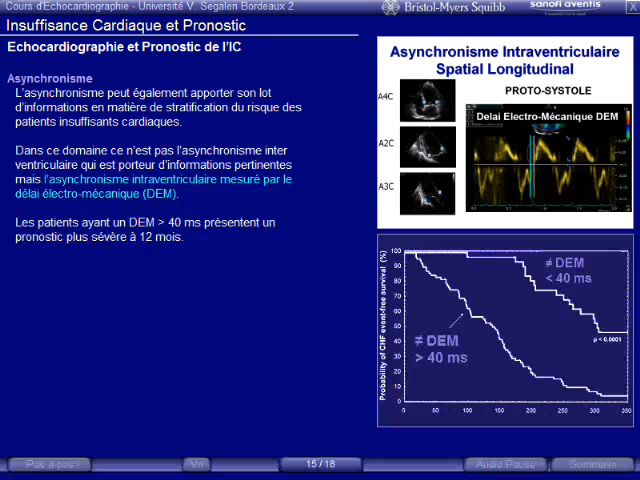 Cours d'Echocardiographie - Université V. Segalen Bordeaux 2
Bristol-Myers Squibb
sanofi aventis
X
Insuffisance Cardiaque et Pronostic
Echocardiographie et Pronostic de l'IC
Asynchronisme
L'asynchronisme peut également apporter son lot
d'informations en matière de stratification du risque des
patients insuffisants cardiaques.
Dans ce domaine ce n'est pas l'asynchronisme inter
ventriculaire qui est porteur d'informations pertinentes
mais l'asynchronisme intraventriculaire mesuré par le
délai électro-mécanique (DEM).
Les patients ayant un DEM > 40 ms présentent un
pronostic plus sévère à 12 mois.
Asynchronisme Intraventriculaire
Spatial Longitudinal
A4C
A2C
A3C
PROTO-SYSTOLE
Delai Electro-Mécanique DEM
Probability of CHF event-free survival (%)
100
90
80
70
60
50
40
30
20
10
0
≠ DEM
< 40 ms
p < 0.0001
≠ DEM
> 40 ms
0 50 100 150 200 250 300 350
Pas à pas
Vn
15 / 18
Audio Pause
Sommaire